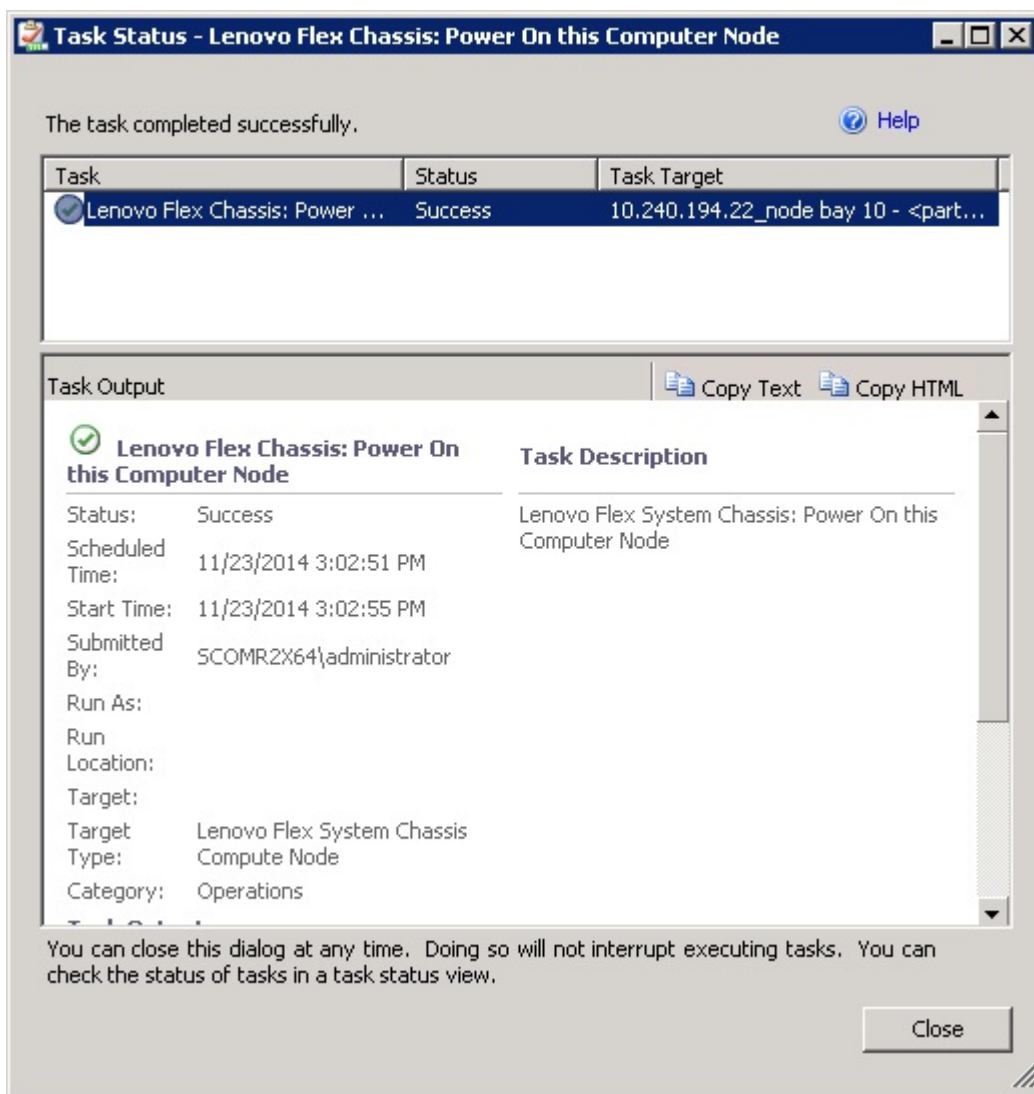 Task Status - Lenovo Flex Chassis: Power On this Computer Node
The task completed successfully.
Help
Task Status Task Target
Lenovo Flex Chassis: Power ... Success 10.240.194.22_node bay 10 - <part...
Task Output
Copy Text Copy HTML
Lenovo Flex Chassis: Power On
this Computer Node
Task Description
Lenovo Flex System Chassis: Power On this
Computer Node
Status: Success
Scheduled
Time:
11/23/2014 3:02:51 PM
Start Time: 11/23/2014 3:02:55 PM
Submitted
By:
SCOMR2X64\administrator
Run As:
Run
Location:
Target:
Target
Type:
Lenovo Flex System Chassis
Compute Node
Category: Operations
You can close this dialog at any time. Doing so will not interrupt executing tasks. You can
check the status of tasks in a task status view.
Close